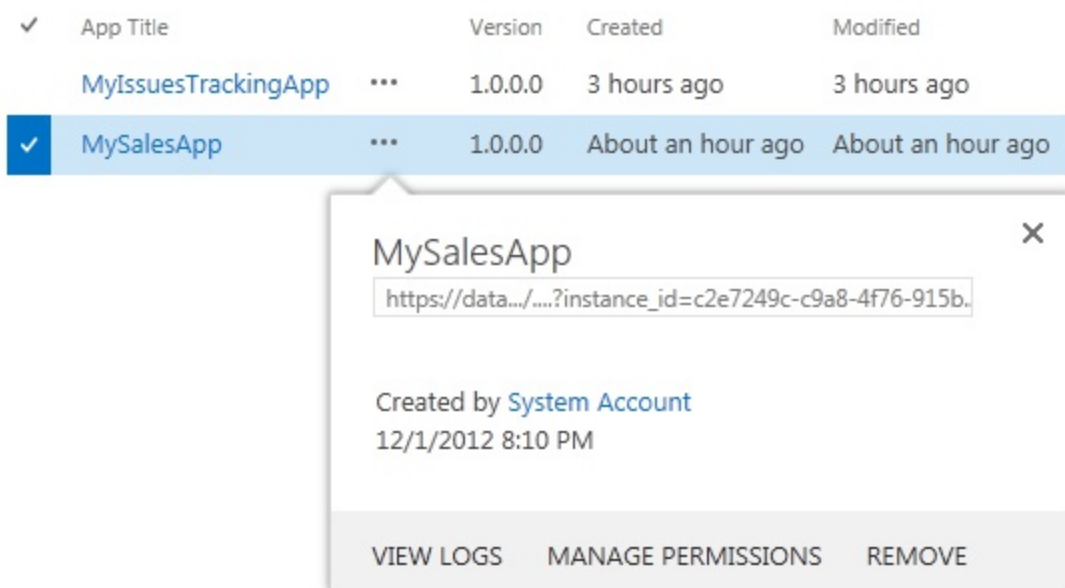 App Title Version Created Modified
MyIssuesTrackingApp ••• 1.0.0.0 3 hours ago 3 hours ago
MySalesApp ••• 1.0.0.0 About an hour ago About an hour ago
MySalesApp
https://data.../....?instance_id=c2e7249c-c9a8-4f76-915b..
Created by System Account
12/1/2012 8:10 PM
VIEW LOGS MANAGE PERMISSIONS REMOVE